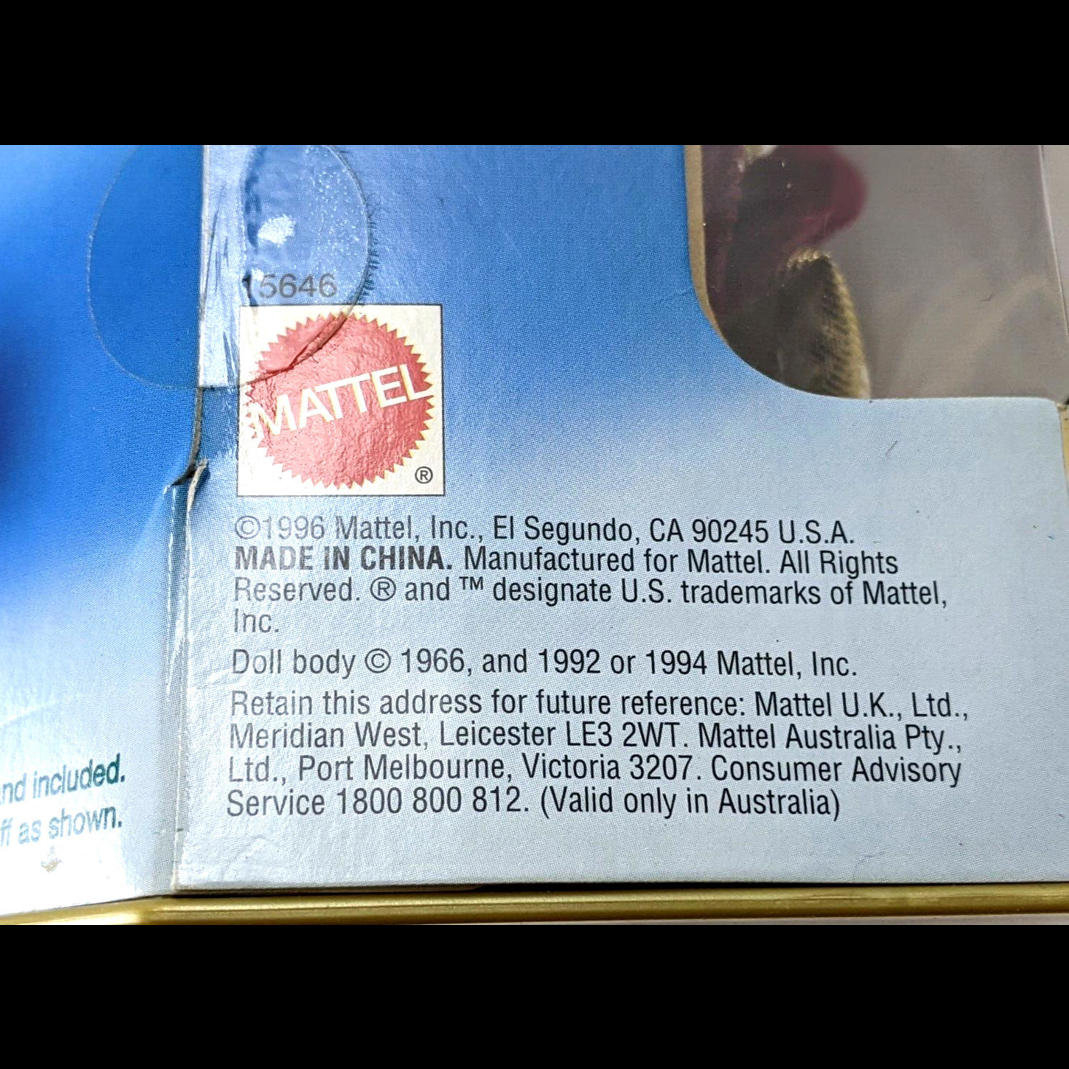 15646
MATTEL
®
©1996 Mattel, Inc., El Segundo, CA 90245 U.S.A.
MADE IN CHINA. Manufactured for Mattel. All Rights
Reserved. ® and ™ designate U.S. trademarks of Mattel,
Inc.
Doll body © 1966, and 1992 or 1994 Mattel, Inc.
Retain this address for future reference: Mattel U.K., Ltd.,
Meridian West, Leicester LE3 2WT. Mattel Australia Pty.,
Ltd., Port Melbourne, Victoria 3207. Consumer Advisory
Service 1800 800 812. (Valid only in Australia)
included.
as shown.